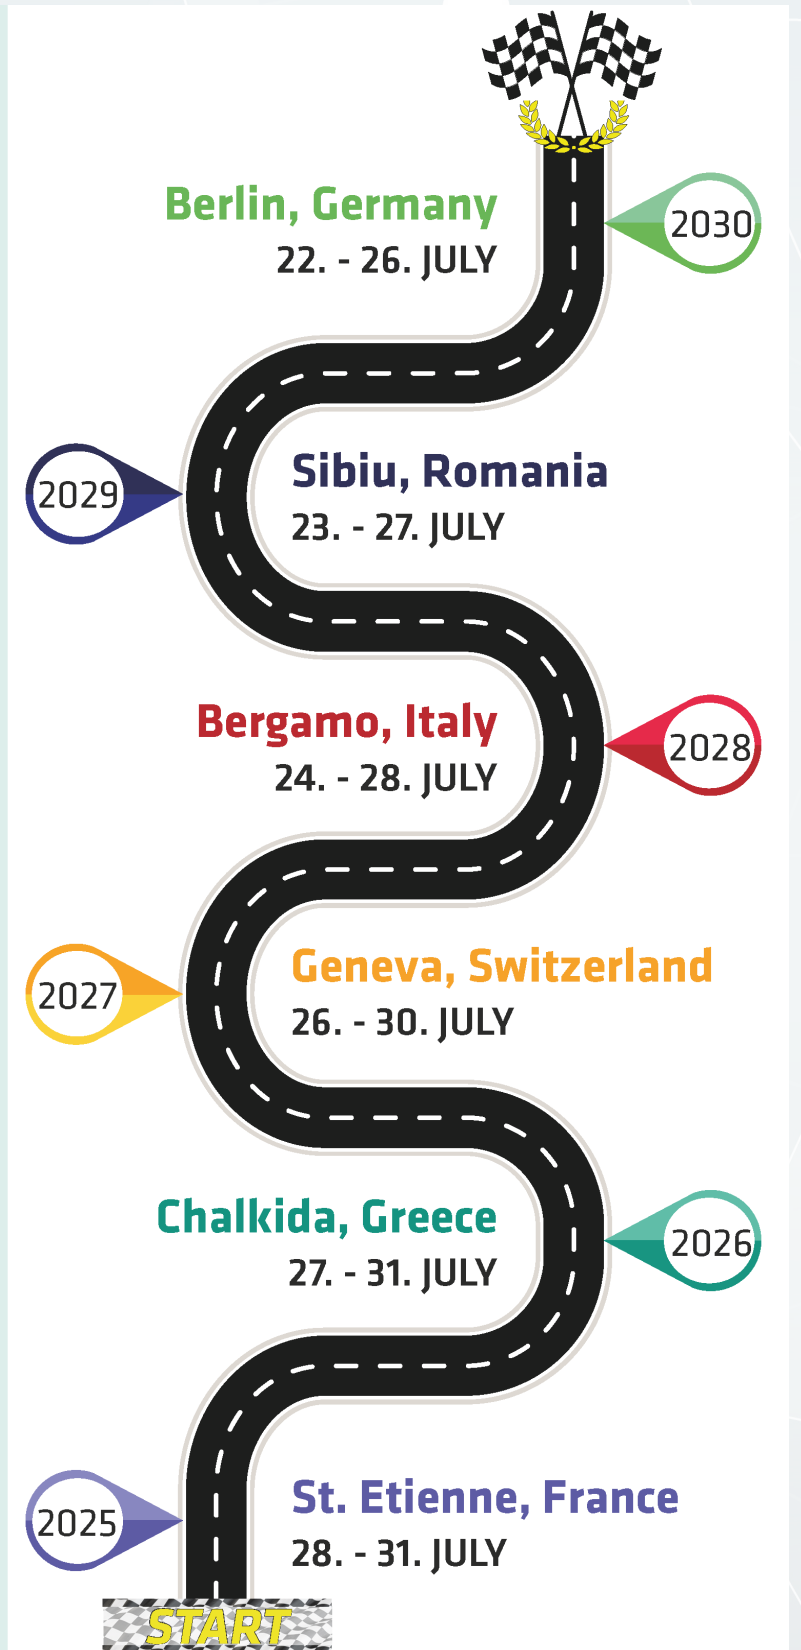 Berlin, Germany
22. - 26. JULY
2030
2029
Sibiu, Romania
23. - 27. JULY
Bergamo, Italy
24. - 28. JULY
2028
2027
Geneva, Switzerland
26. - 30. JULY
Chalkida, Greece
27. - 31. JULY
2026
2025
St. Etienne, France
28. - 31. JULY
START